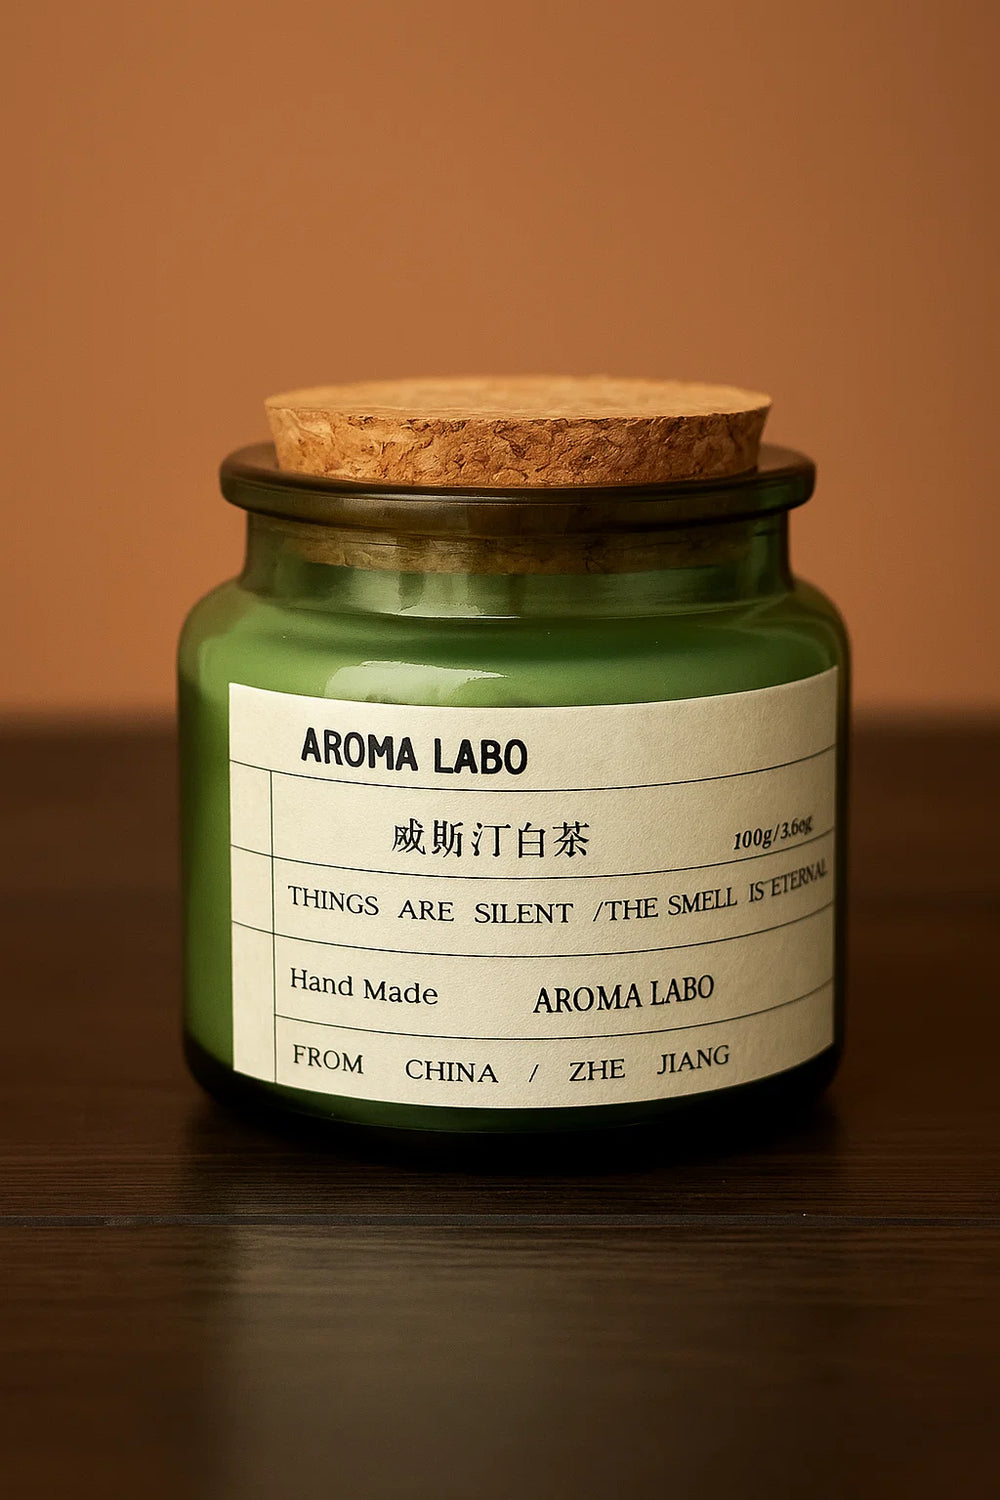 AROMA LABO
威斯汀白茶
100g/3.6og
THINGS ARE SILENT /THE SMELL IS ETERNAL
Hand Made AROMA LABO
FROM CHINA / ZHE JIANG